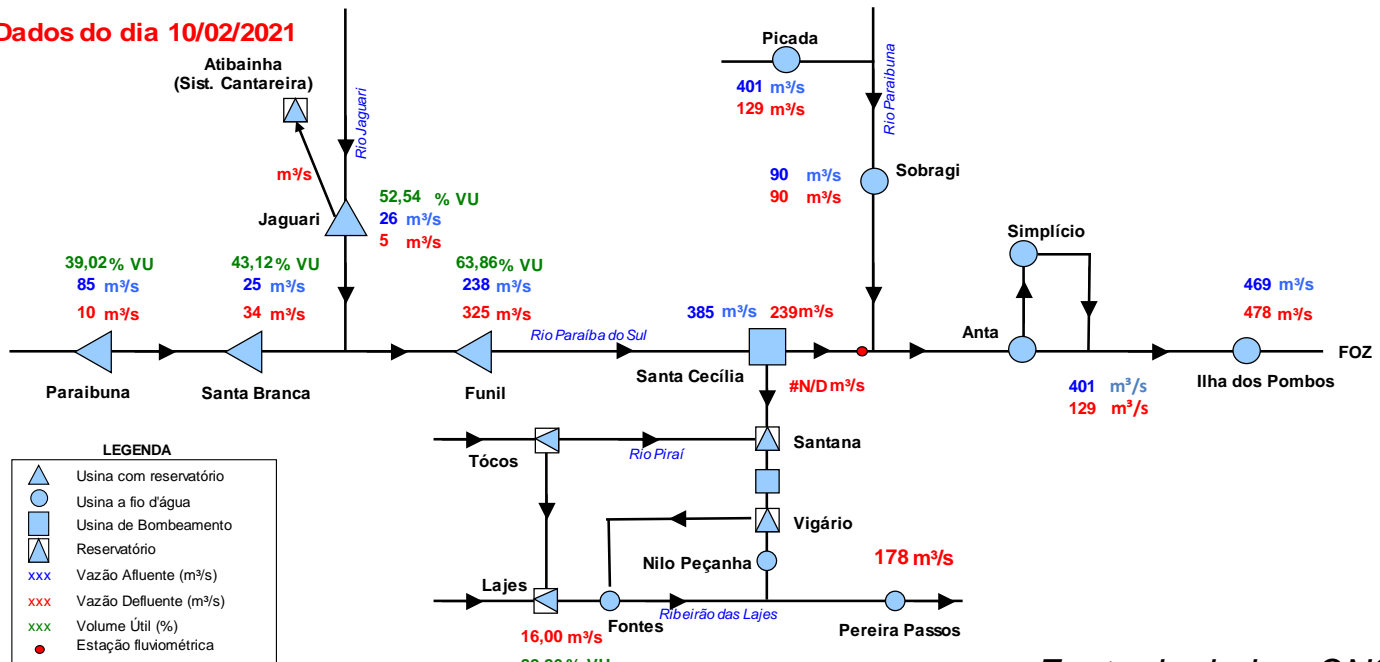 Dados do dia 10/02/2021
Atibainha
(Sist. Cantareira)
Rio Jaguari
m³/s
Jaguari
52,54 % VU
26 m³/s
5 m³/s
Picada
401 m³/s
129 m³/s
Rio Paraibuna
90 m³/s
90 m³/s
Sobragi
39,02% VU
85 m³/s
10 m³/s
Paraibuna
43,12% VU
25 m³/s
34 m³/s
Santa Branca
63,86% VU
238 m³/s
325 m³/s
Funil
Rio Paraíba do Sul
385 m³/s 239m³/s
Santa Cecília
#N/D m³/s
Simplício
Anta
401 m³/s
129 m³/s
469 m³/s
478 m³/s
Ilha dos Pombos
FOZ
Tócos
Rio Piraí
Santana
Vigário
Nilo Peçanha
178 m³/s
Lajes
Fontes
Ribeirão das Lajes
Pereira Passos
16,00 m³/s
LEGENDA
Usina com reservatório
Usina a fio d'água
Usina de Bombeamento
Reservatório
xxx Vazão Afluente (m³/s)
xxx Vazão Defluente (m³/s)
xxx Volume Útil (%)
Estação fluviométrica